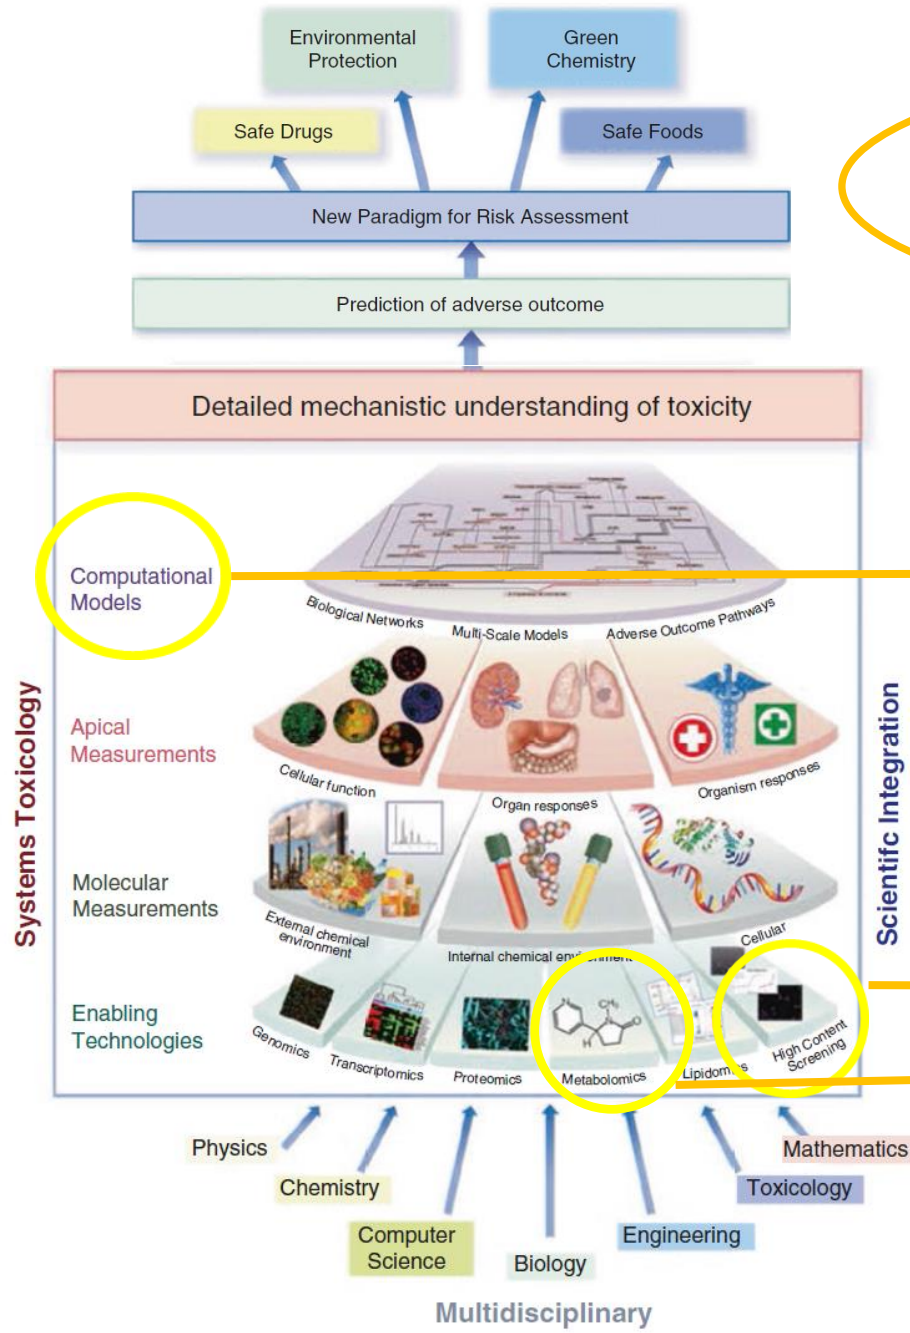 Environmental
Protection
Green
Chemistry
Safe Drugs
Safe Foods
New Paradigm for Risk Assessment
Prediction of adverse outcome
Detailed mechanistic understanding of toxicity
Computational
Models
Biological Networks
Multi-Scale Models
Adverse Outcome Pathways
Systems Toxicology
Scientifc Integration
Apical
Measurements
Cellular function
Organ responses
Organism responses
Molecular
Measurements
External chemical
environment
Internal chemical environment
Cellular
Enabling
Technologies
Genomics
Transcriptomics
Proteomics
Metabolomics
Lipidomics
High Content
Screening
Physics
Chemistry
Computer
Science
Biology
Engineering
Toxicology
Mathematics
Multidisciplinary